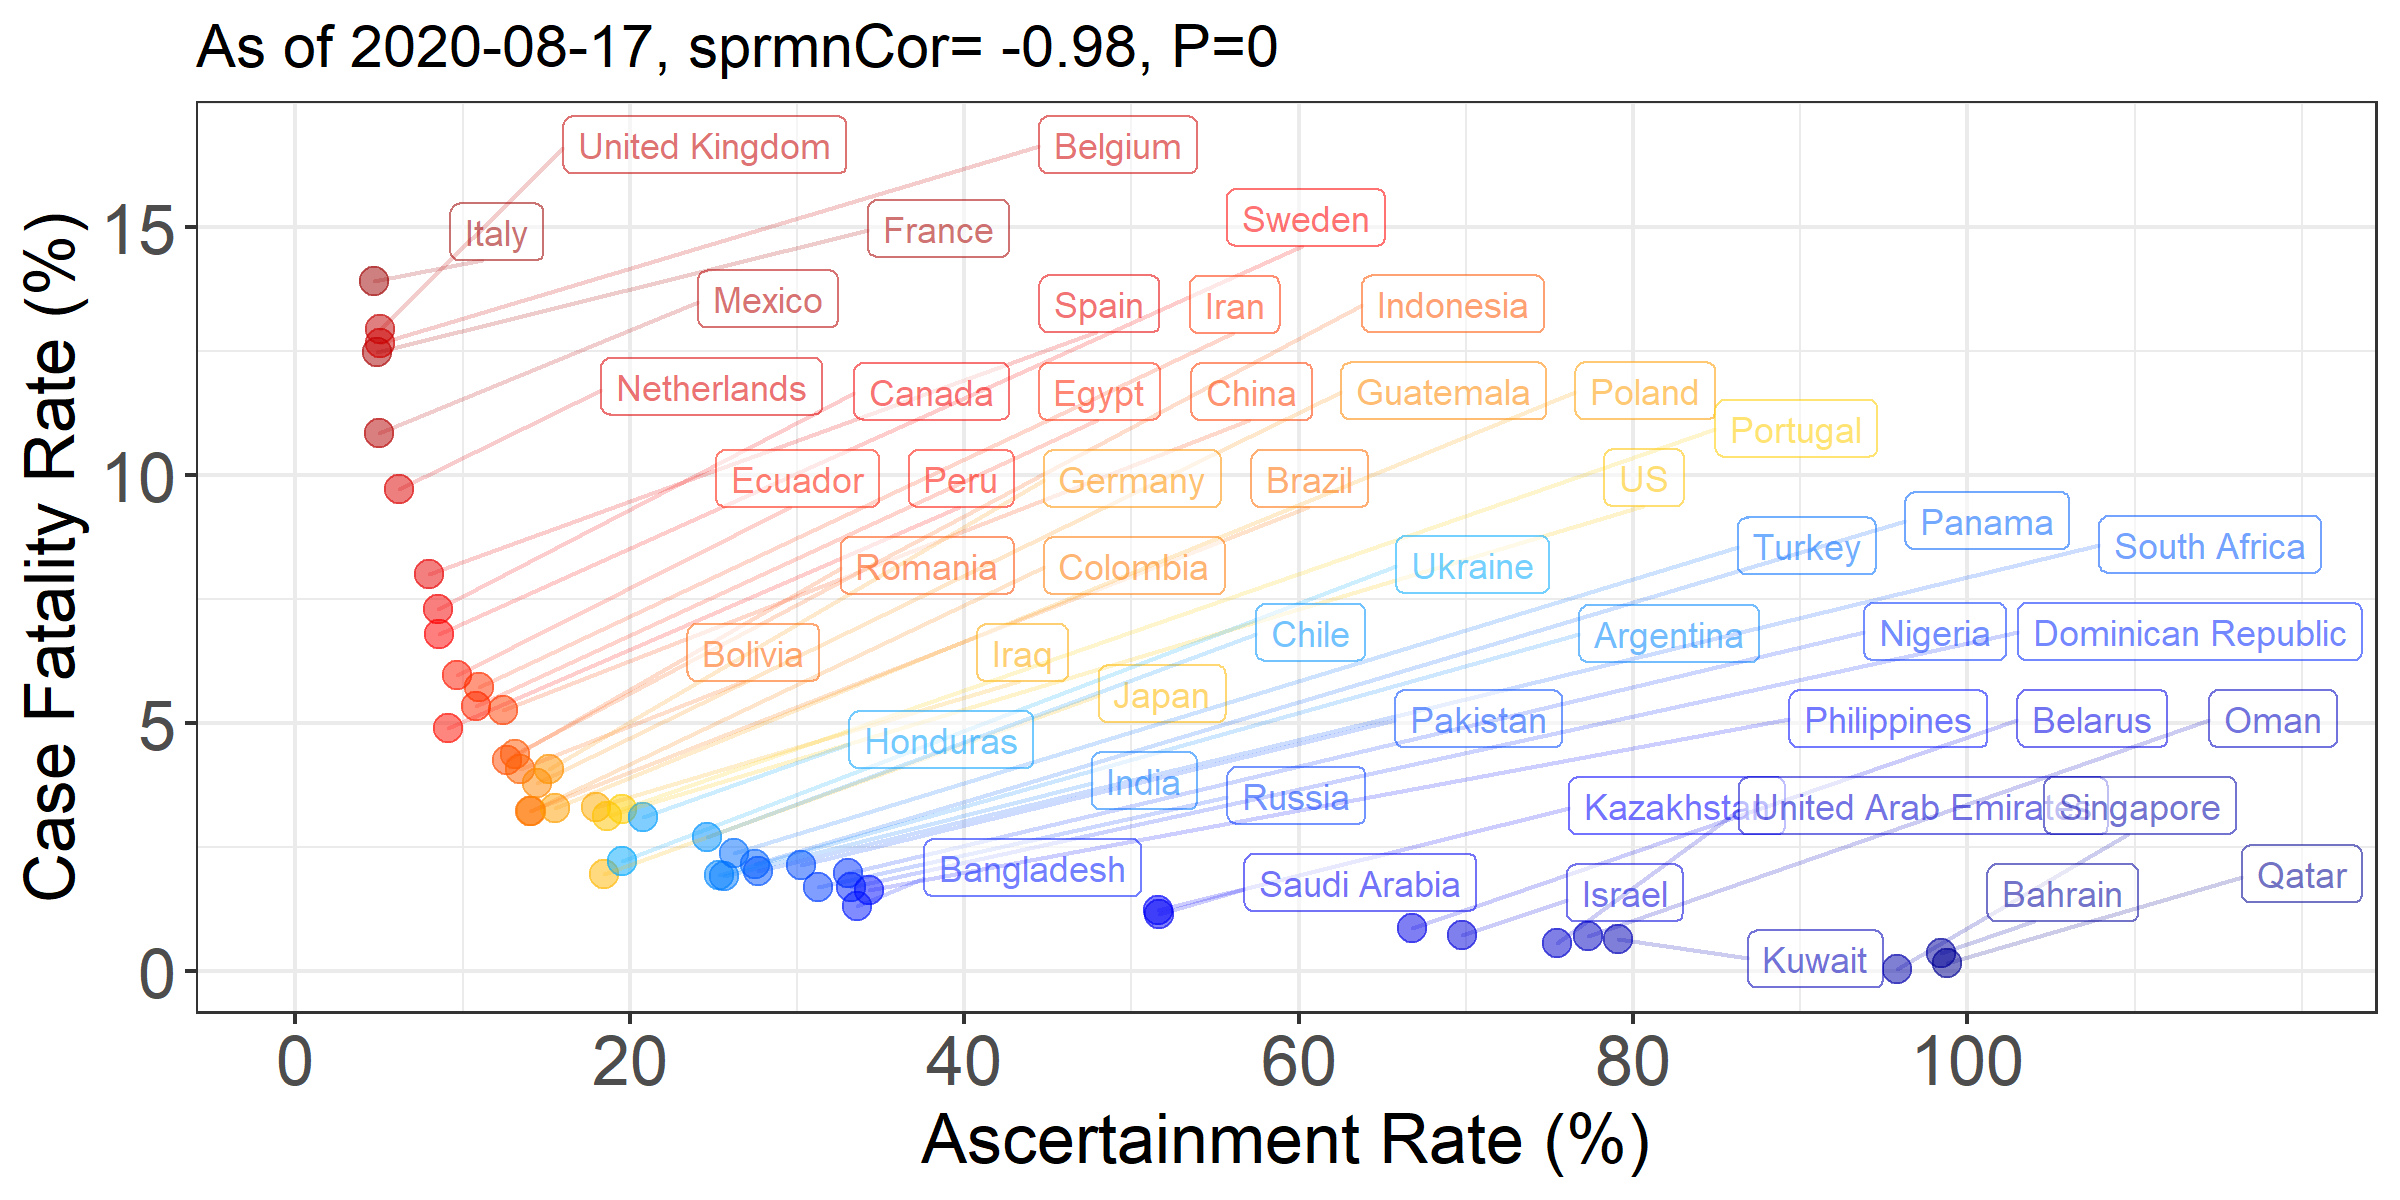 As of 2020-08-17, sprmnCor= -0.98, P=0
Case Fatality Rate (%)
15
10
5
0
United Kingdom
Belgium
Italy
France
Sweden
Mexico
Spain
Iran
Indonesia
Netherlands
Canada
Egypt
China
Guatemala
Poland
Portugal
Ecuador
Peru
Germany
Brazil
US
Panama
Turkey
South Africa
Romania
Colombia
Ukraine
Bolivia
Iraq
Chile
Argentina
Nigeria
Dominican Republic
Japan
Honduras
Pakistan
Philippines
Belarus
Oman
India
Russia
Kazakhstan
United Arab Emirates
Singapore
Bangladesh
Saudi Arabia
Israel
Bahrain
Qatar
Kuwait
0
20
40
60
80
100
Ascertainment Rate (%)